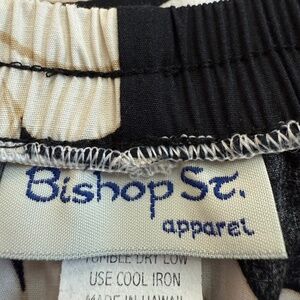 Bishop St.
apparel
TUMBLE DRY LOW
USE COOL IRON
MADE IN HAWAII